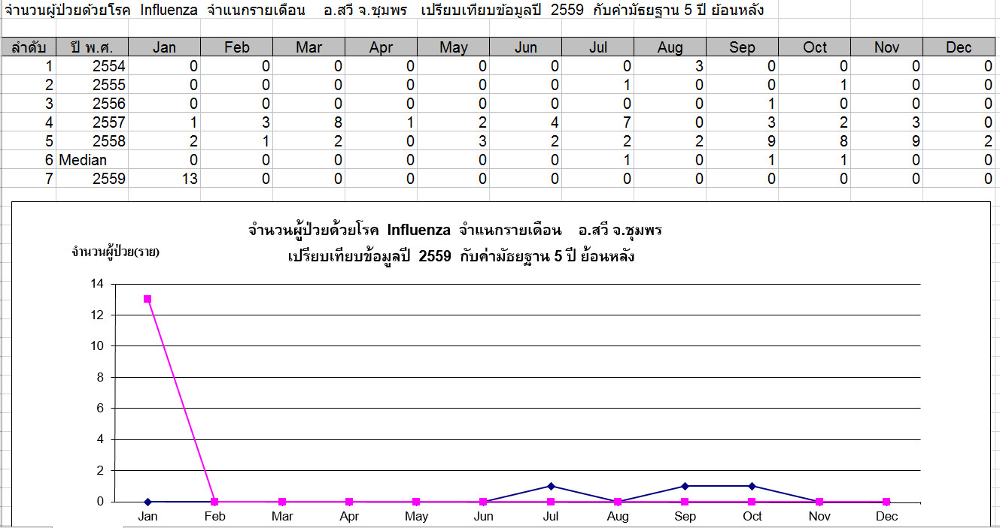 จำนวนผู้ป่วยด้วยโรค Influenza จำแนกรายเดือน อ.สวี จ.ชุมพร เปรียบเทียบข้อมูลปี 2559 กับค่ามัธยฐาน 5 ปี ย้อนหลัง
ลำดับ ปี พ.ศ. Jan Feb Mar Apr May Jun Jul Aug Sep Oct Nov Dec
1 2554 0 0 0 0 0 0 0 3 0 0 0 0
2 2555 0 0 0 0 0 0 1 0 0 1 0 0
3 2556 0 0 0 0 0 0 0 0 1 0 0 0
4 2557 1 3 8 1 2 4 7 0 3 2 3 0
5 2558 2 1 2 0 3 2 2 2 9 8 9 2
6 Median 0 0 0 0 0 0 1 0 1 1 0 0
7 2559 13 0 0 0 0 0 0 0 0 0 0 0
จำนวนผู้ป่วยด้วยโรค Influenza จำแนกรายเดือน อ.สวี จ.ชุมพร
เปรียบเทียบข้อมูลปี 2559 กับค่ามัธยฐาน 5 ปี ย้อนหลัง
จำนวนผู้ป่วย(ราย)
14
12
10
8
6
4
2
0
Jan Feb Mar Apr May Jun Jul Aug Sep Oct Nov Dec